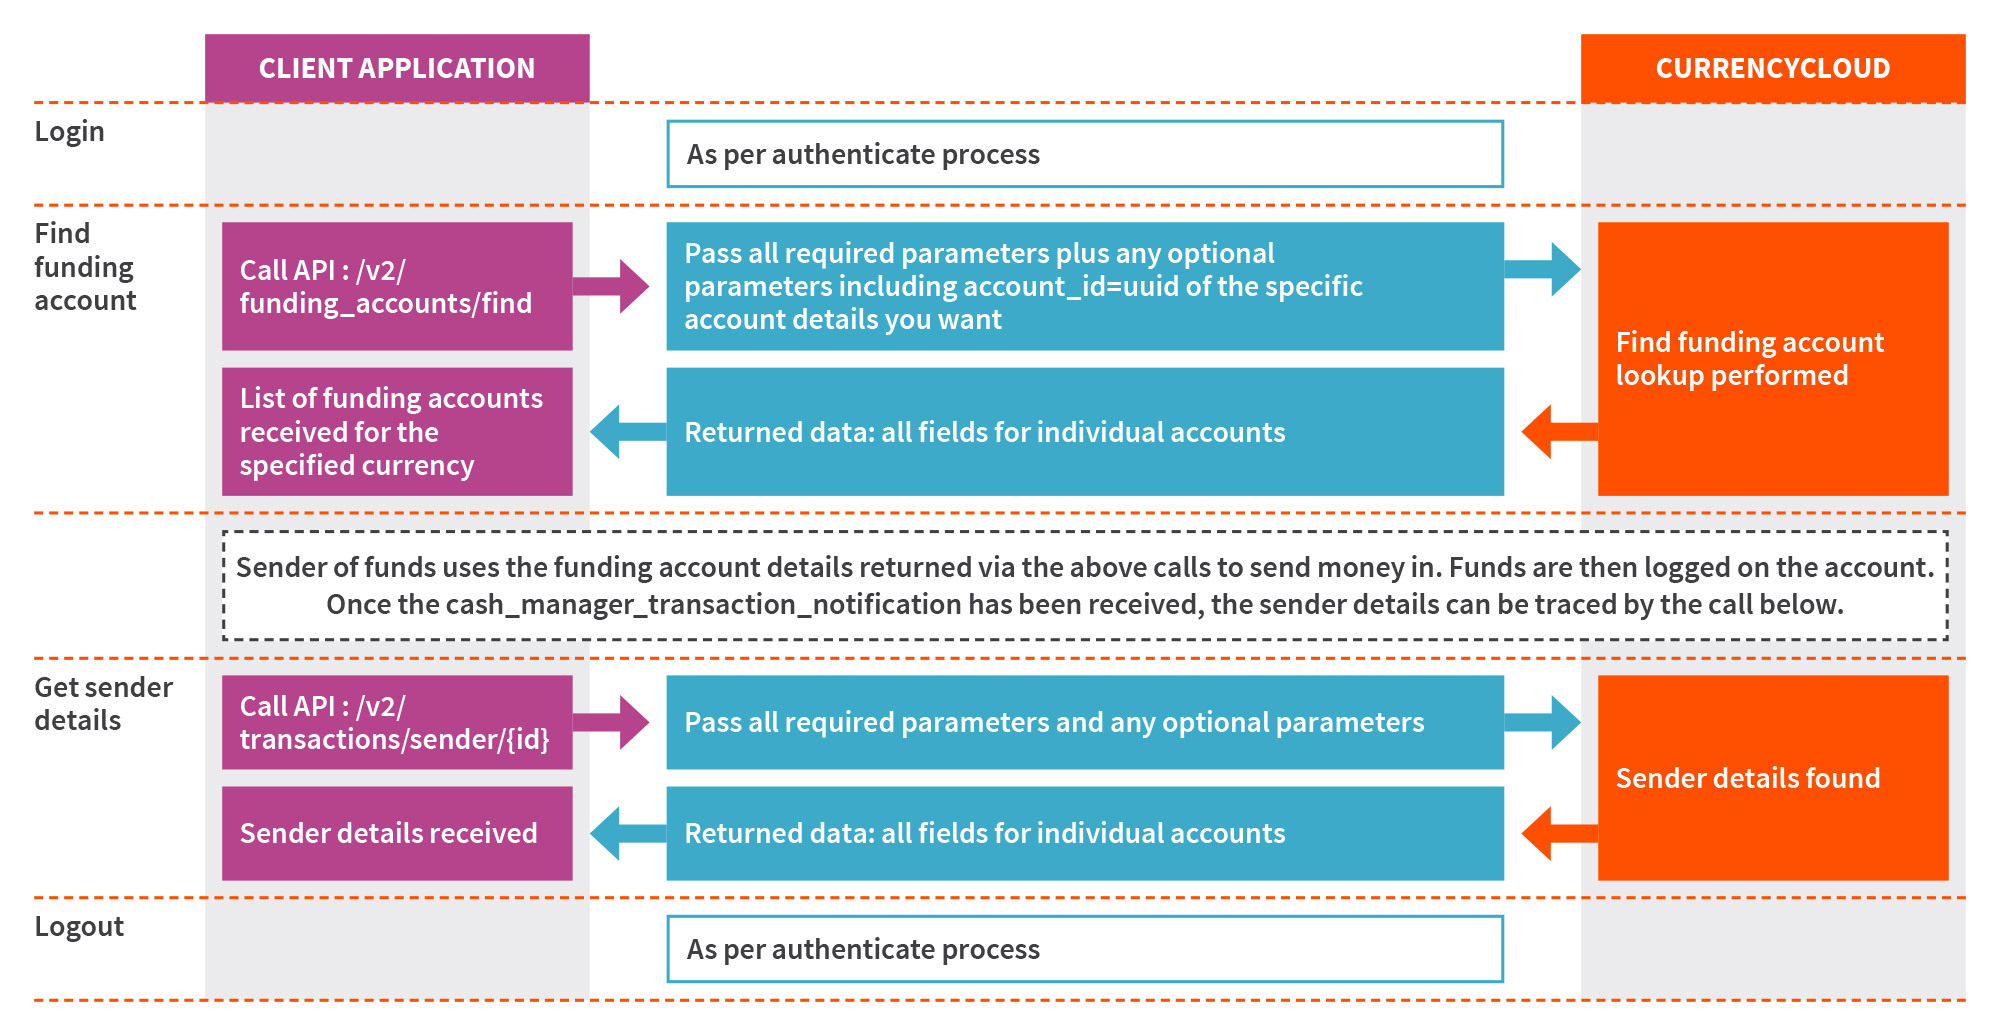 CLIENT APPLICATION
CURRENCYCLOUD
Login
As per authenticate process
Find
funding
account
Call API : /v2/
funding_accounts/find
Pass all required parameters plus any optional
parameters including account_id=uuid of the specific
account details you want
Find funding account
lookup performed
List of funding accounts
received for the
specified currency
Returned data: all fields for individual accounts
Sender of funds uses the funding account details returned via the above calls to send money in. Funds are then logged on the account.
Once the cash_manager_transaction_notification has been received, the sender details can be traced by the call below.
Get sender
details
Call API : /v2/
transactions/sender/{id}
Pass all required parameters and any optional parameters
Sender details found
Sender details received
Returned data: all fields for individual accounts
Logout
As per authenticate process